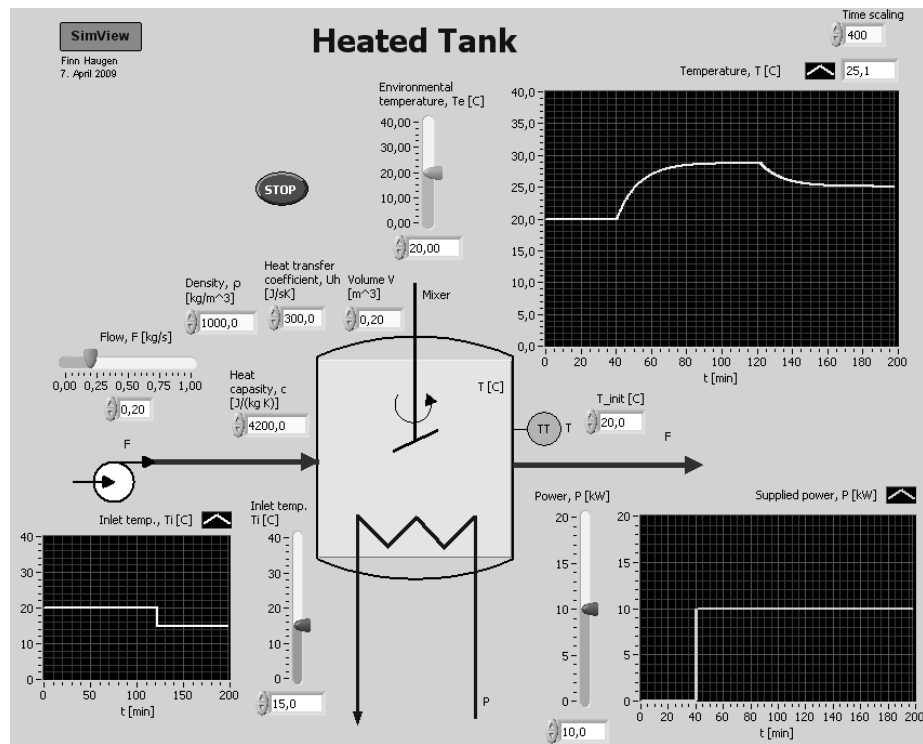 SimView
Finn Haugen
7. April 2009
Heated Tank
Time scaling
400
Temperature, T [C]
25,1
40,0
35,0
30,0
25,0
20,0
15,0
10,0
5,0
0,0
0 20 40 60 80 100 120 140 160 180 200
t [min]
Environmental
temperature, Te [C]
40,00
30,00
20,00
10,00
0,00
20,00
STOP
Density, ρ
[kg/m^3]
1000,0
Heat transfer
coefficient, Uh
[J/sK]
300,0
Volume V
[m^3]
0,20
Mixer
Flow, F [kg/s]
0,00 0,25 0,50 0,75 1,00
0,20
Heat
capasity, c
[J/(kg K)]
4200,0
T [C]
TT
T
T_init [C]
20,0
F
F
Inlet temp., Ti [C]
40
30
20
10
0
0 50 100 150 200
t [min]
Inlet temp.
Ti [C]
40
30
20
10
0
15,0
P
Power, P [kW]
20
15
10
5
0
10,0
Supplied power, P [kW]
20
15
10
5
0
0 20 40 60 80 100 120 140 160 180 200
t [min]